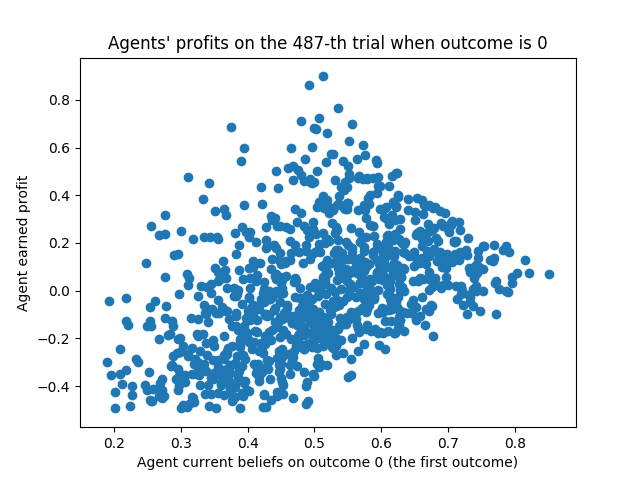 Agents' profits on the 487-th trial when outcome is 0
Agent earned profit
0.8
0.6
0.4
0.2
0.0
−0.2
−0.4
0.2 0.3 0.4 0.5 0.6 0.7 0.8
Agent current beliefs on outcome 0 (the first outcome)